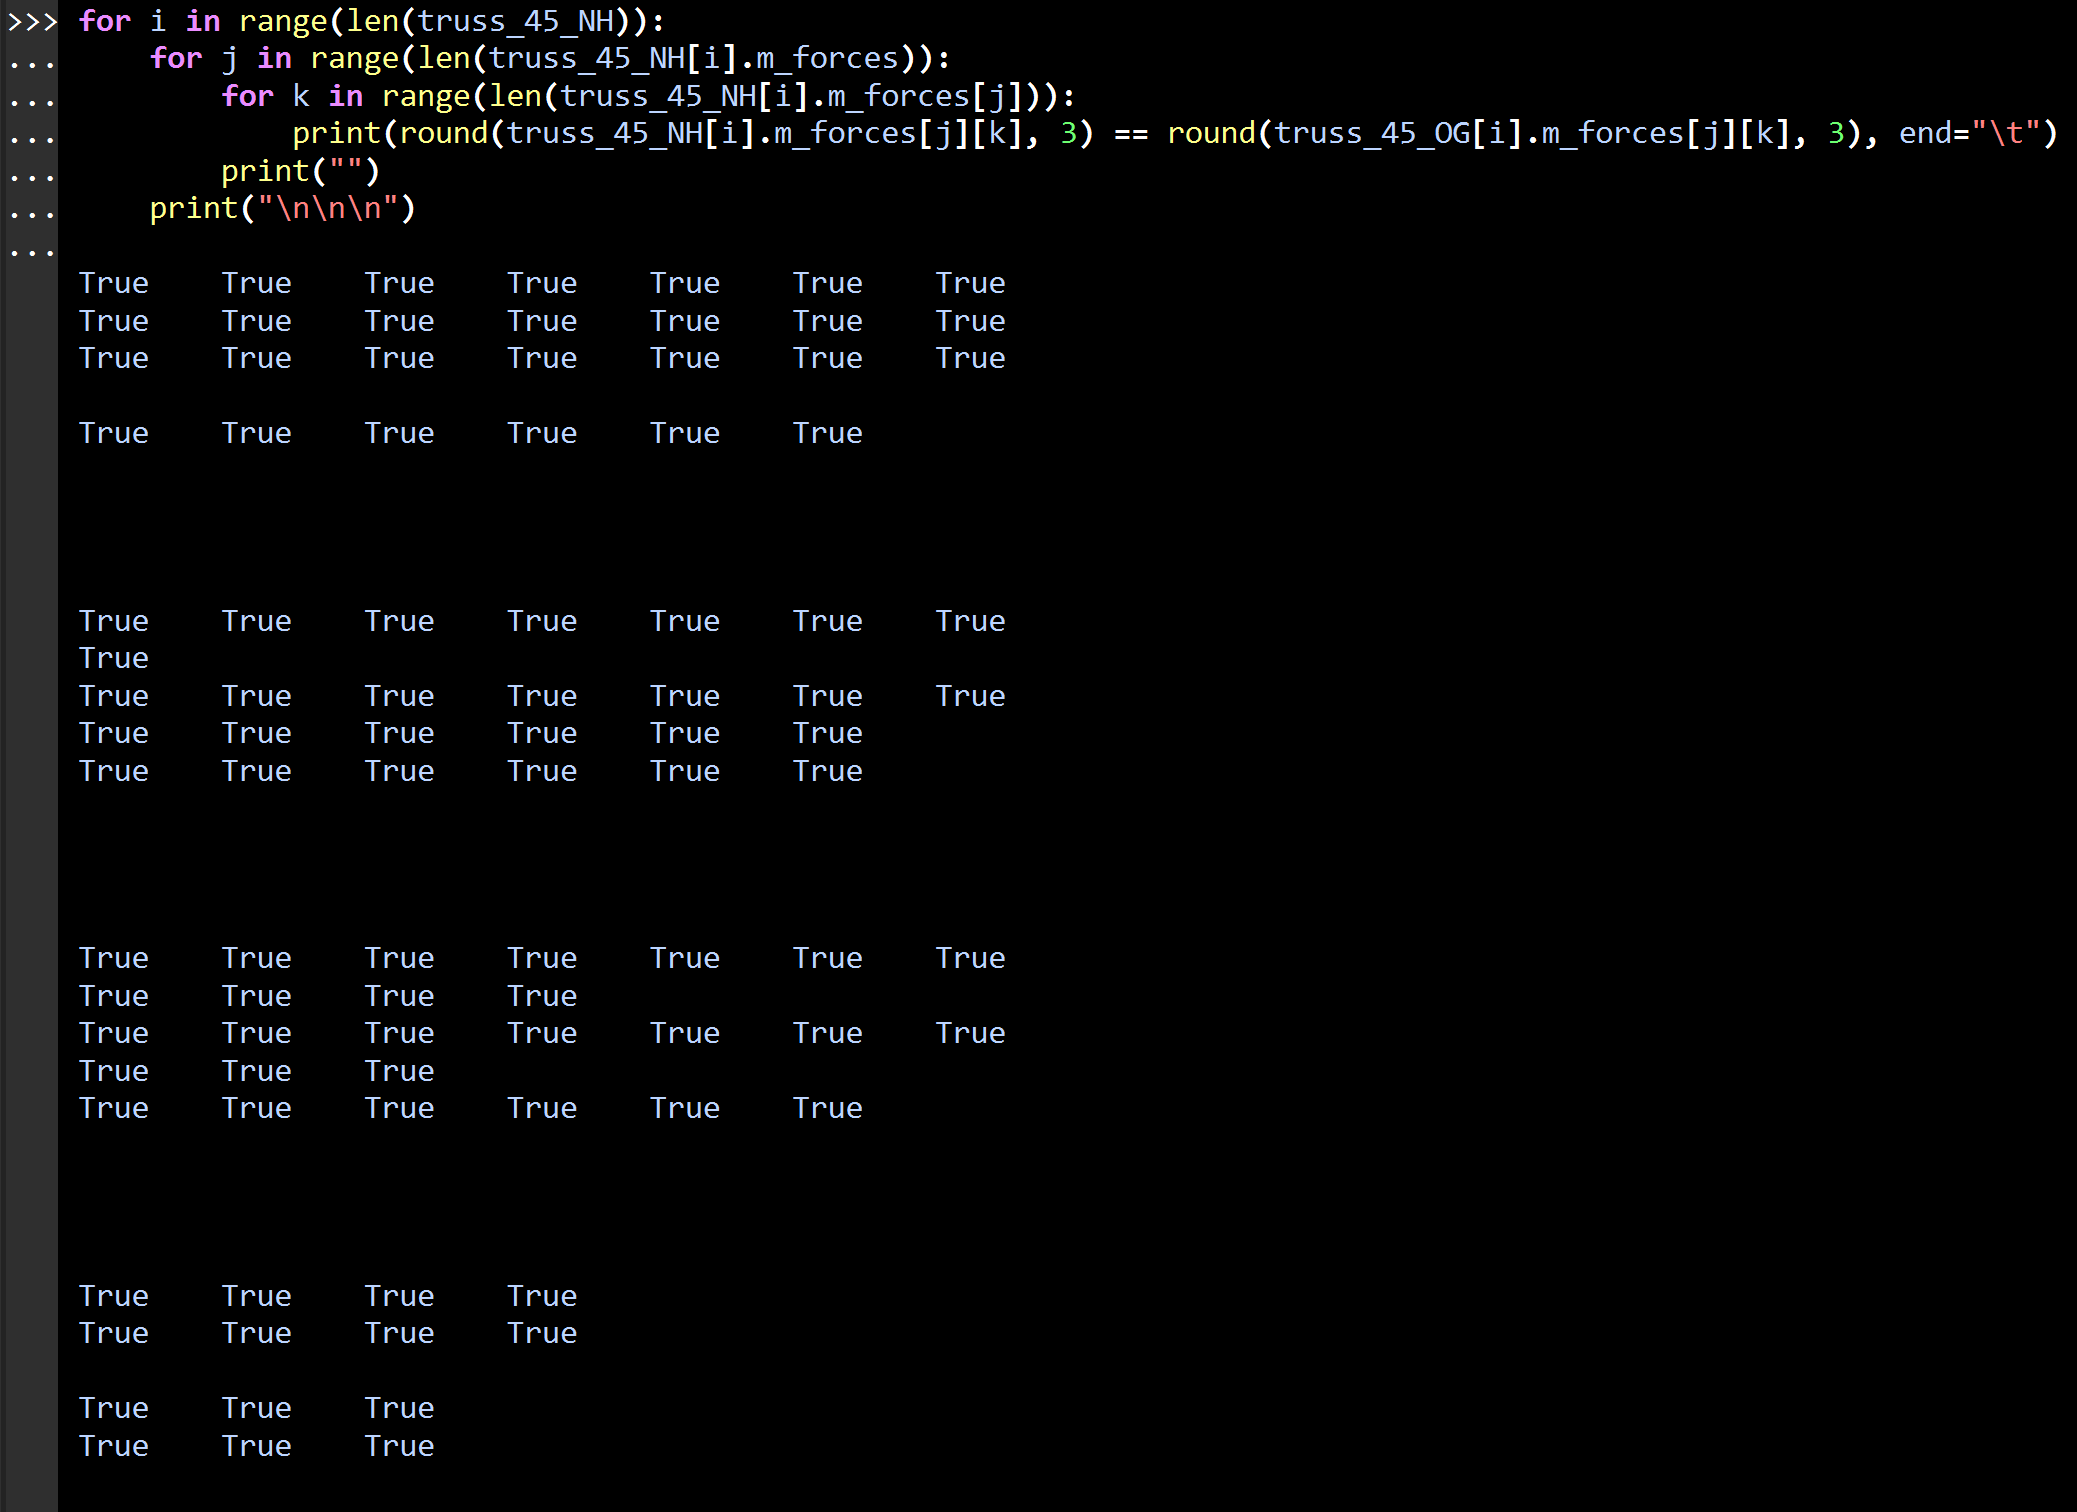 >>> for i in range(len(truss_45_NH)):
...     for j in range(len(truss_45_NH[i].m_forces)):
...         for k in range(len(truss_45_NH[i].m_forces[j])):
...             print(round(truss_45_NH[i].m_forces[j][k], 3) == round(truss_45_OG[i].m_forces[j][k], 3), end="\t")
...         print("")
...     print("\n\n\n")
...
True    True    True    True    True    True    True
True    True    True    True    True    True    True
True    True    True    True    True    True    True

True    True    True    True    True    True




True    True    True    True    True    True    True
True
True    True    True    True    True    True    True
True    True    True    True    True    True
True    True    True    True    True    True




True    True    True    True    True    True    True
True    True    True    True
True    True    True    True    True    True    True
True    True    True
True    True    True    True    True    True




True    True    True    True
True    True    True    True

True    True    True
True    True    True